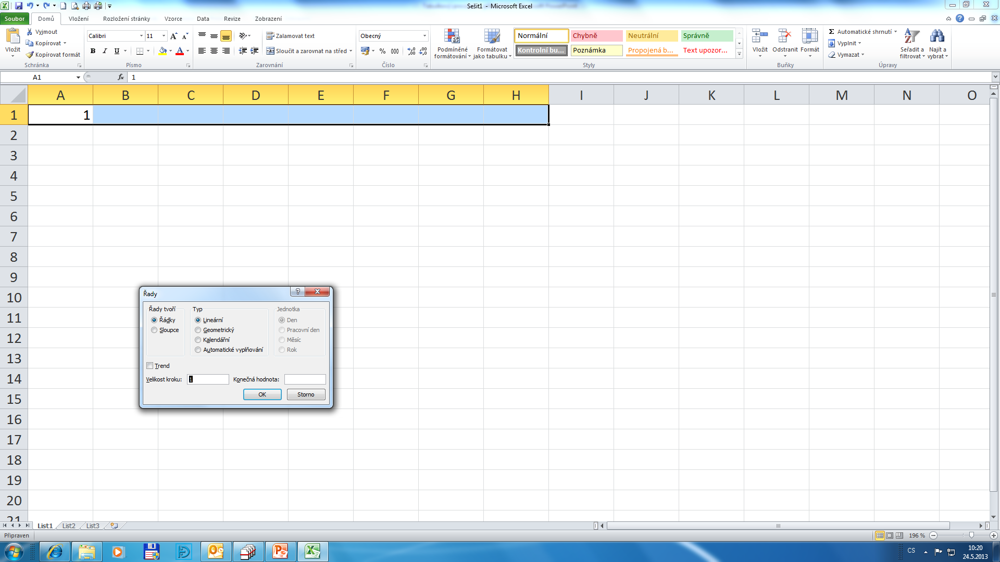 Sešit1 - Microsoft Excel
Soubor Domů Vložení Rozložení stránky Vzorce Data Revize Zobrazení
Vložit
Vyjmout
Kopírovat
Kopírovat formát
Schránka
Calibri 11
B I U
Písmo
Zalamovat text
Sloučit a zarovnat na střed
Zarovnání
Obecný
% 000
Číslo
Podmíněné formátování
Formátovat jako tabulku
Normální Chybně Neutrální Správně
Kontrolní bu... Poznámka Propojená b... Text upozor...
Styly
Vložit Odstranit Formát
Buňky
Σ Automatické shrnutí
Vyplnit
Vymazat
Seřadit a filtrovat
Najít a vybrat
Úpravy
A1 fx 1
A B C D E F G H I J K L M N O
1 1
2
3
4
5
6
7
8
9
10
11
12
13
14
15
16
17
18
19
20
21
Řady
?
Řady tvoří Typ Jednotka
Řádky Lineární Den
Sloupce Geometrický Pracovní den
Kalendářní Měsíc
Automatické vyplňování Rok
Trend
Velikost kroku: 1 Konečná hodnota:
OK Storno
List1 List2 List3
Připraven 196 %
CS 10:20
24.5.2013